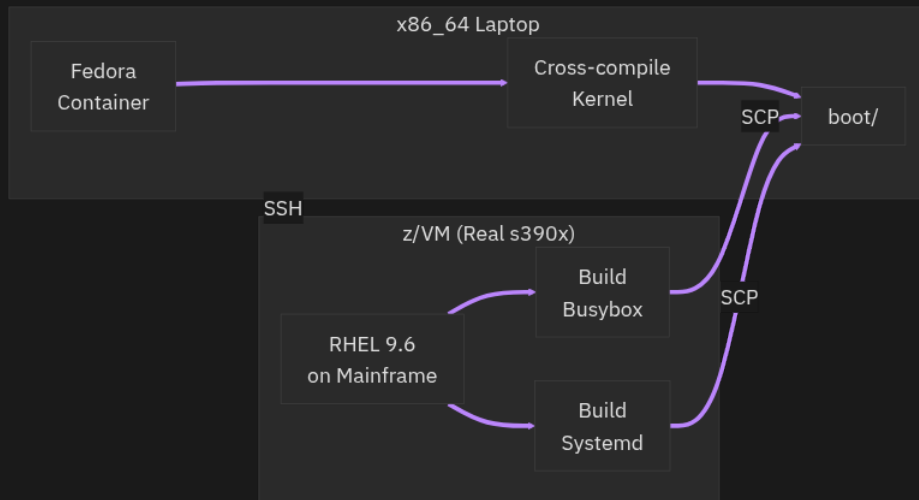 x86_64 Laptop
Fedora
Container
Cross-compile
Kernel
SCP
boot/
SSH
z/VM (Real s390x)
Build
Busybox
SCP
RHEL 9.6
on Mainframe
Build
Systemd